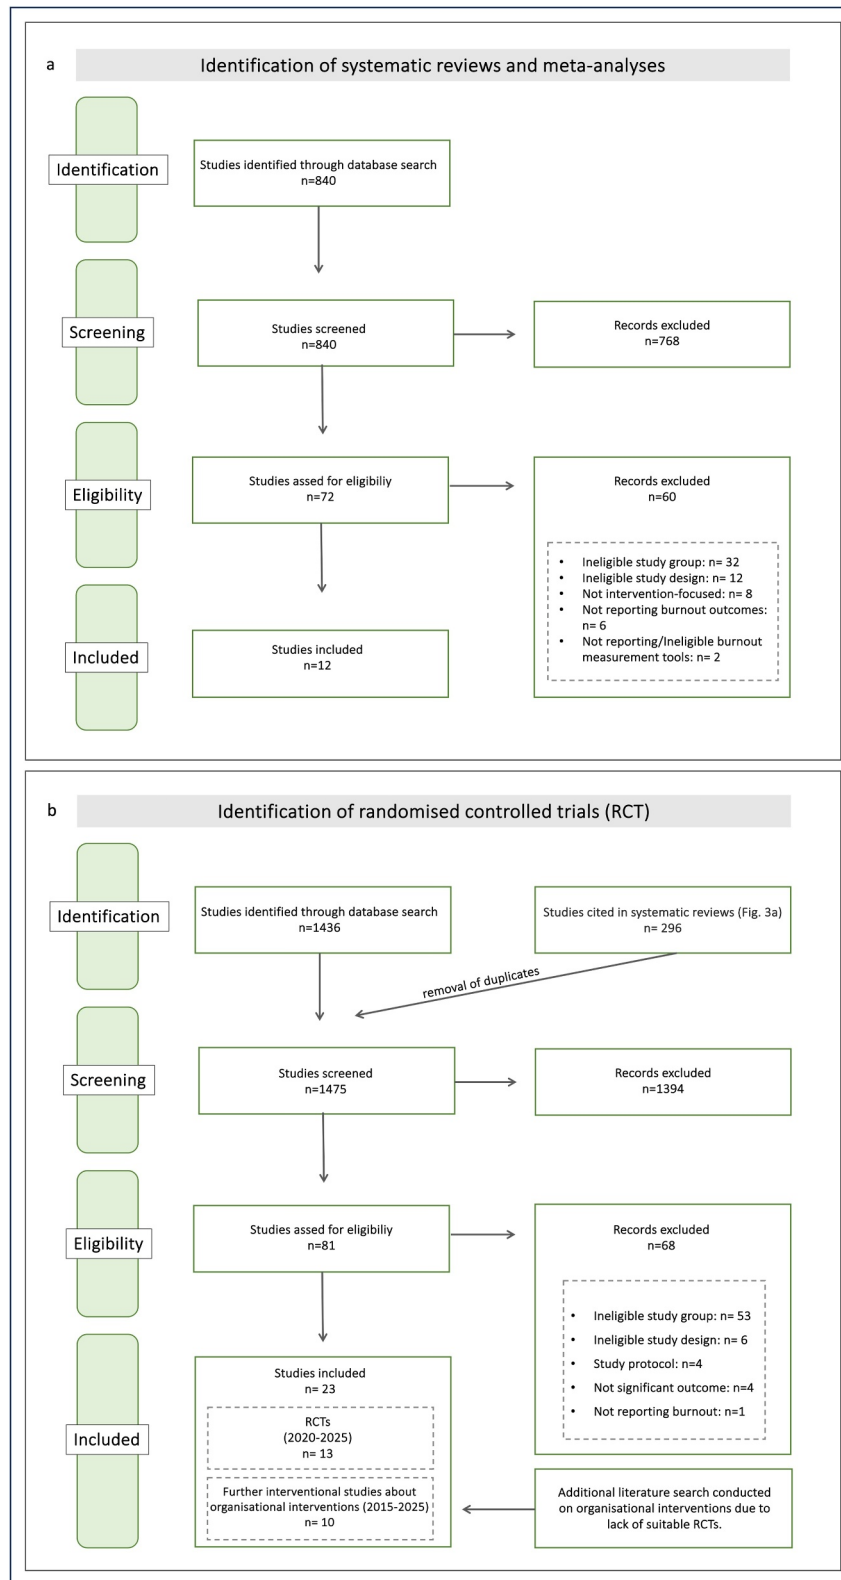 a
Identification of systematic reviews and meta-analyses
Identification
Studies identified through database search
n=840
Screening
Studies screened
n=840
Records excluded
n=768
Eligibility
Studies assed for eligibiliy
n=72
Records excluded
n=60
• Ineligible study group: n= 32
• Ineligible study design: n= 12
• Not intervention-focused: n= 8
• Not reporting burnout outcomes:
n= 6
• Not reporting/Ineligible burnout
measurement tools: n= 2
Included
Studies included
n=12
b
Identification of randomised controlled trials (RCT)
Identification
Studies identified through database search
n=1436
Studies cited in systematic reviews (Fig. 3a)
n= 296
removal of duplicates
Screening
Studies screened
n=1475
Records excluded
n=1394
Eligibility
Studies assed for eligibiliy
n=81
Records excluded
n=68
• Ineligible study group: n= 53
• Ineligible study design: n= 6
• Study protocol: n=4
• Not significant outcome: n=4
• Not reporting burnout: n=1
Included
Studies included
n= 23
RCTs
(2020-2025)
n= 13
Further interventional studies about
organisational interventions (2015-2025)
n= 10
Additional literature search conducted
on organisational interventions due to
lack of suitable RCTs.